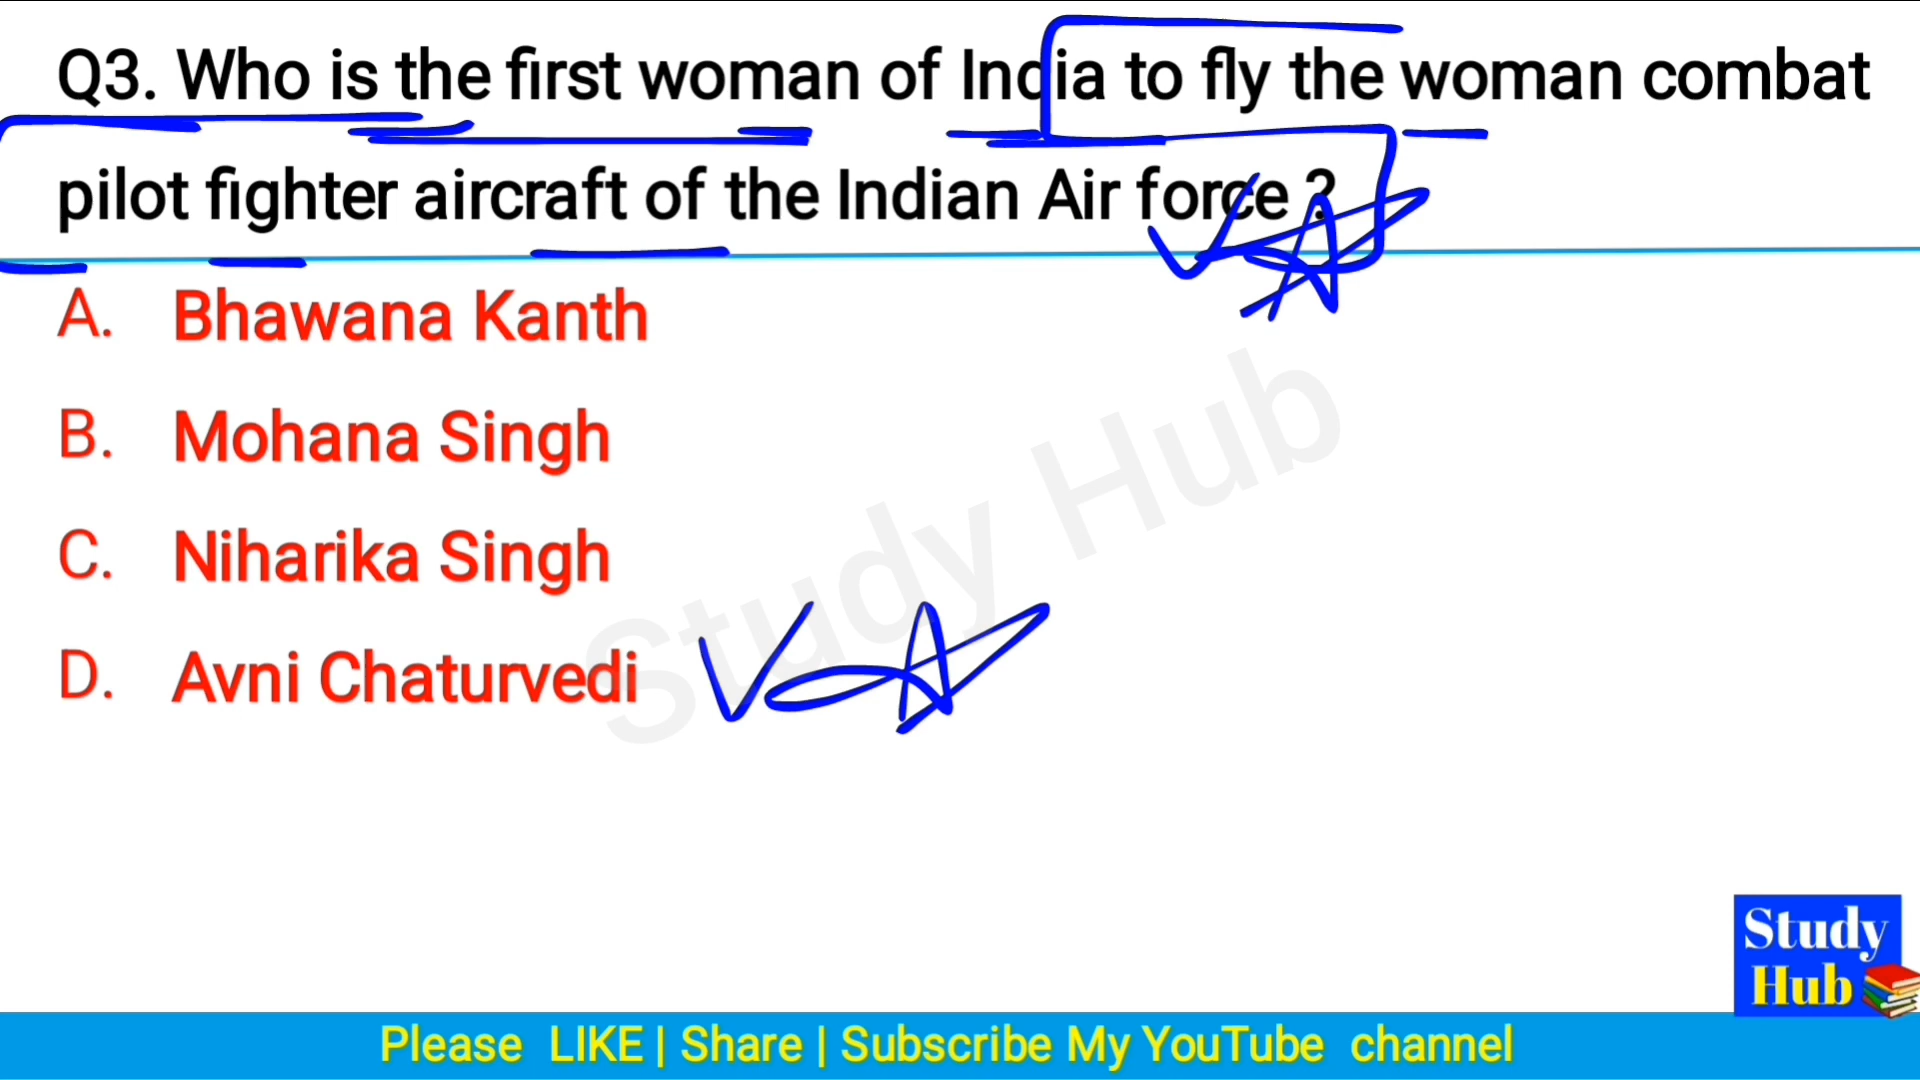 Q3. Who is the first woman of India to fly the woman combat
pilot fighter aircraft of the Indian Air force ?
A. Bhawana Kanth
B. Mohana Singh
C. Niharika Singh
D. Avni Chaturvedi
Study Hub
Study
Hub
Please LIKE | Share | Subscribe My YouTube channel